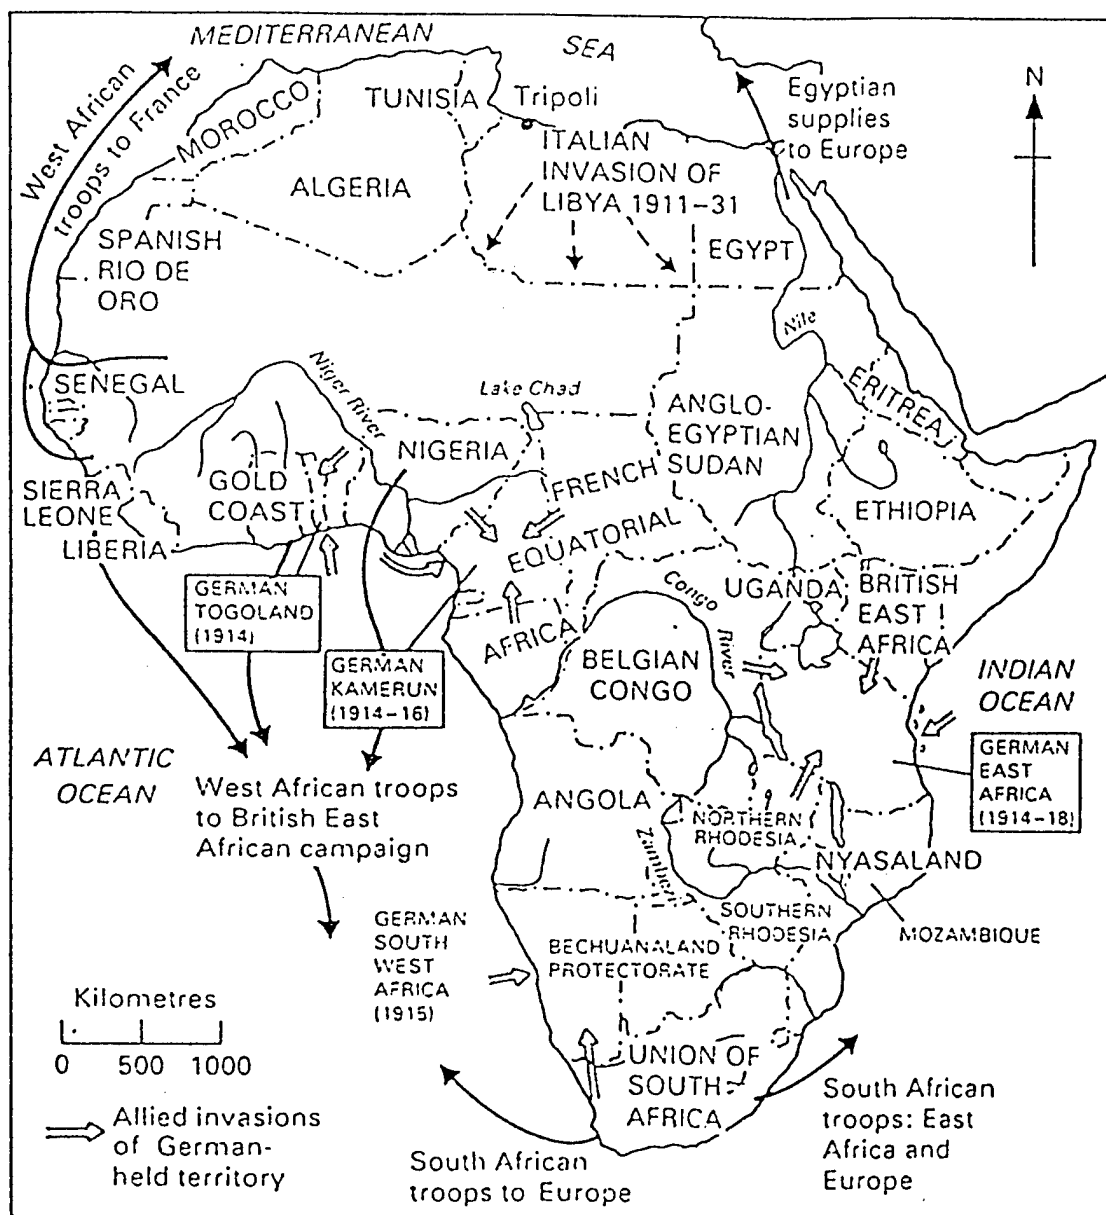 MEDITERRANEAN
SEA
West African
troops to France
MOROCCO
TUNISIA
Tripoli
Egyptian
supplies
to Europe
N
ITALIAN
INVASION OF
LIBYA 1911–31
ALGERIA
SPANISH
RIO DE
ORO
EGYPT
Nile
SENEGAL
Niger River
Lake Chad
ERITREA
NIGERIA
ANGLO-
EGYPTIAN
SUDAN
GOLD
COAST
SIERRA
LEONE
LIBERIA
FRENCH
EQUATORIAL
AFRICA
ETHIOPIA
GERMAN
TOGOLAND
(1914)
UGANDA
BRITISH
EAST
AFRICA
Congo
River
GERMAN
KAMERUN
(1914–16)
BELGIAN
CONGO
INDIAN
OCEAN
ATLANTIC
OCEAN
GERMAN
EAST
AFRICA
(1914–18)
West African troops
to British East
African campaign
ANGOLA
NORTHERN
RHODESIA
NYASALAND
Zambezi
GERMAN
SOUTH
WEST
AFRICA
(1915)
SOUTHERN
RHODESIA
MOZAMBIQUE
BECHUANALAND
PROTECTORATE
Kilometres
0 500 1000
UNION OF
SOUTH
AFRICA
Allied invasions
of German-
held territory
South African
troops to Europe
South African
troops: East
Africa and
Europe